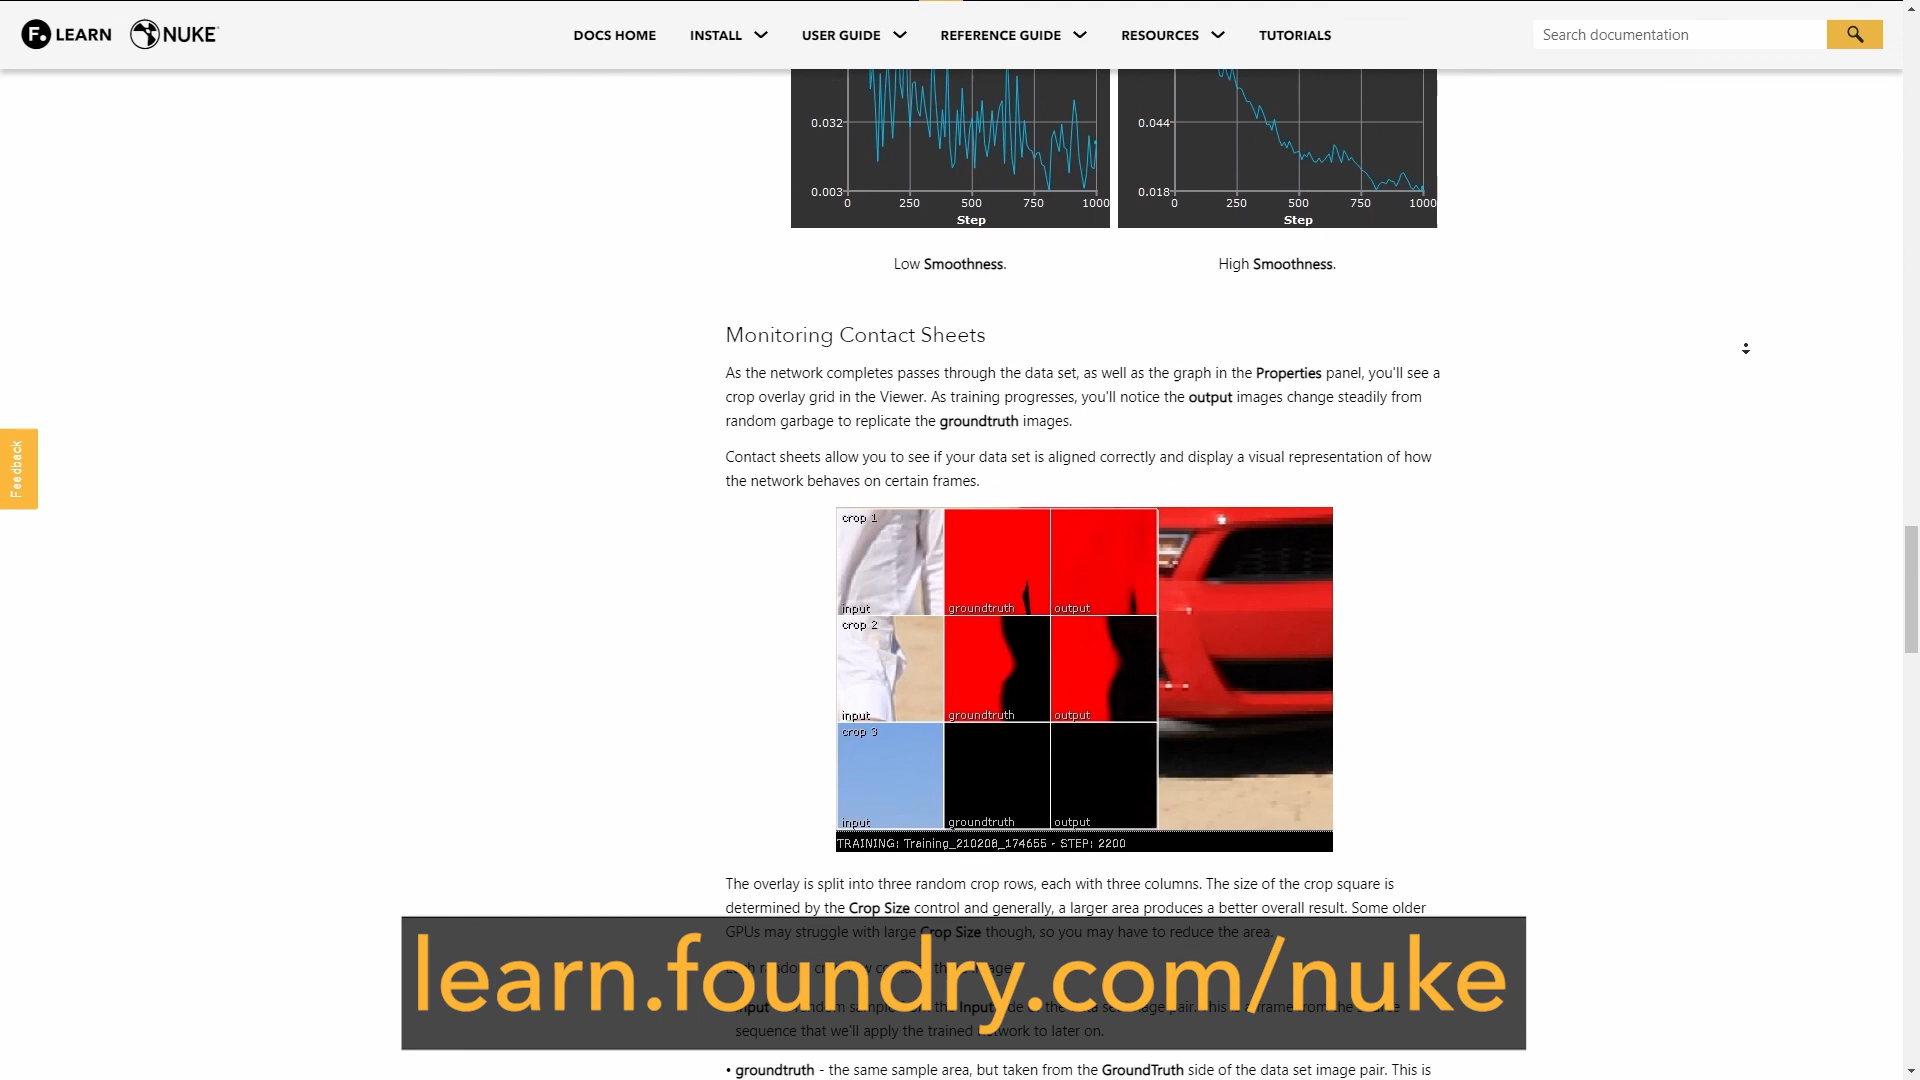 F. LEARN NUKE
DOCS HOME INSTALL USER GUIDE REFERENCE GUIDE RESOURCES TUTORIALS
Search documentation
0.032
0.003
0 250 500 750 1000
Step
0.044
0.018
0 250 500 750 1000
Step
Low Smoothness.
High Smoothness.
Monitoring Contact Sheets
As the network completes passes through the data set, as well as the graph in the Properties panel, you'll see a
crop overlay grid in the Viewer. As training progresses, you'll notice the output images change steadily from
random garbage to replicate the groundtruth images.
Feedback
Contact sheets allow you to see if your data set is aligned correctly and display a visual representation of how
the network behaves on certain frames.
crop 1
input groundtruth output
crop 2
input groundtruth output
crop 3
input groundtruth output
TRAINING: Training_210208_174655 - STEP: 2200
The overlay is split into three random crop rows, each with three columns. The size of the crop square is
determined by the Crop Size control and generally, a larger area produces a better overall result. Some older
GPUs may struggle with large Crop Size though, so you may have to reduce the area.
learn.foundry.com/nuke
sequence that we'll apply the trained network to later on.
• groundtruth - the same sample area, but taken from the GroundTruth side of the data set image pair. This is